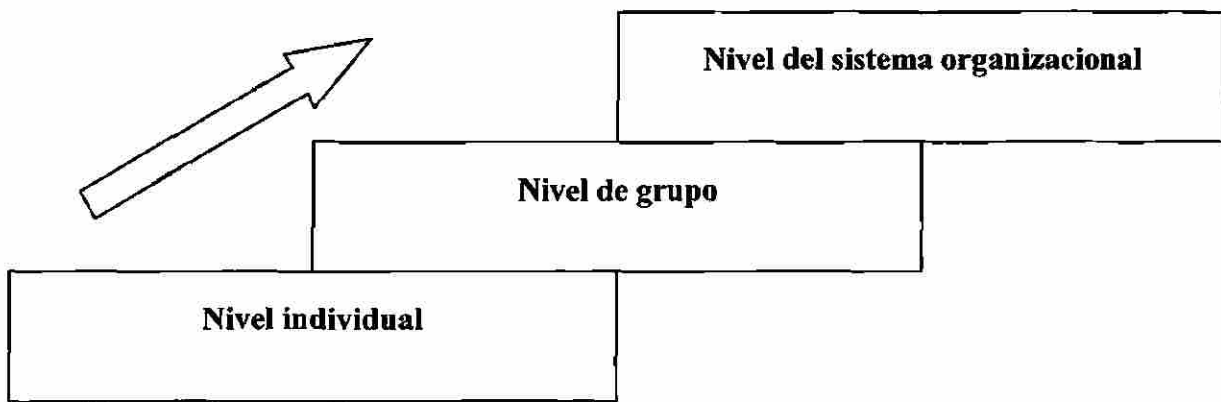 Nivel del sistema organizacional
Nivel de grupo
Nivel individual